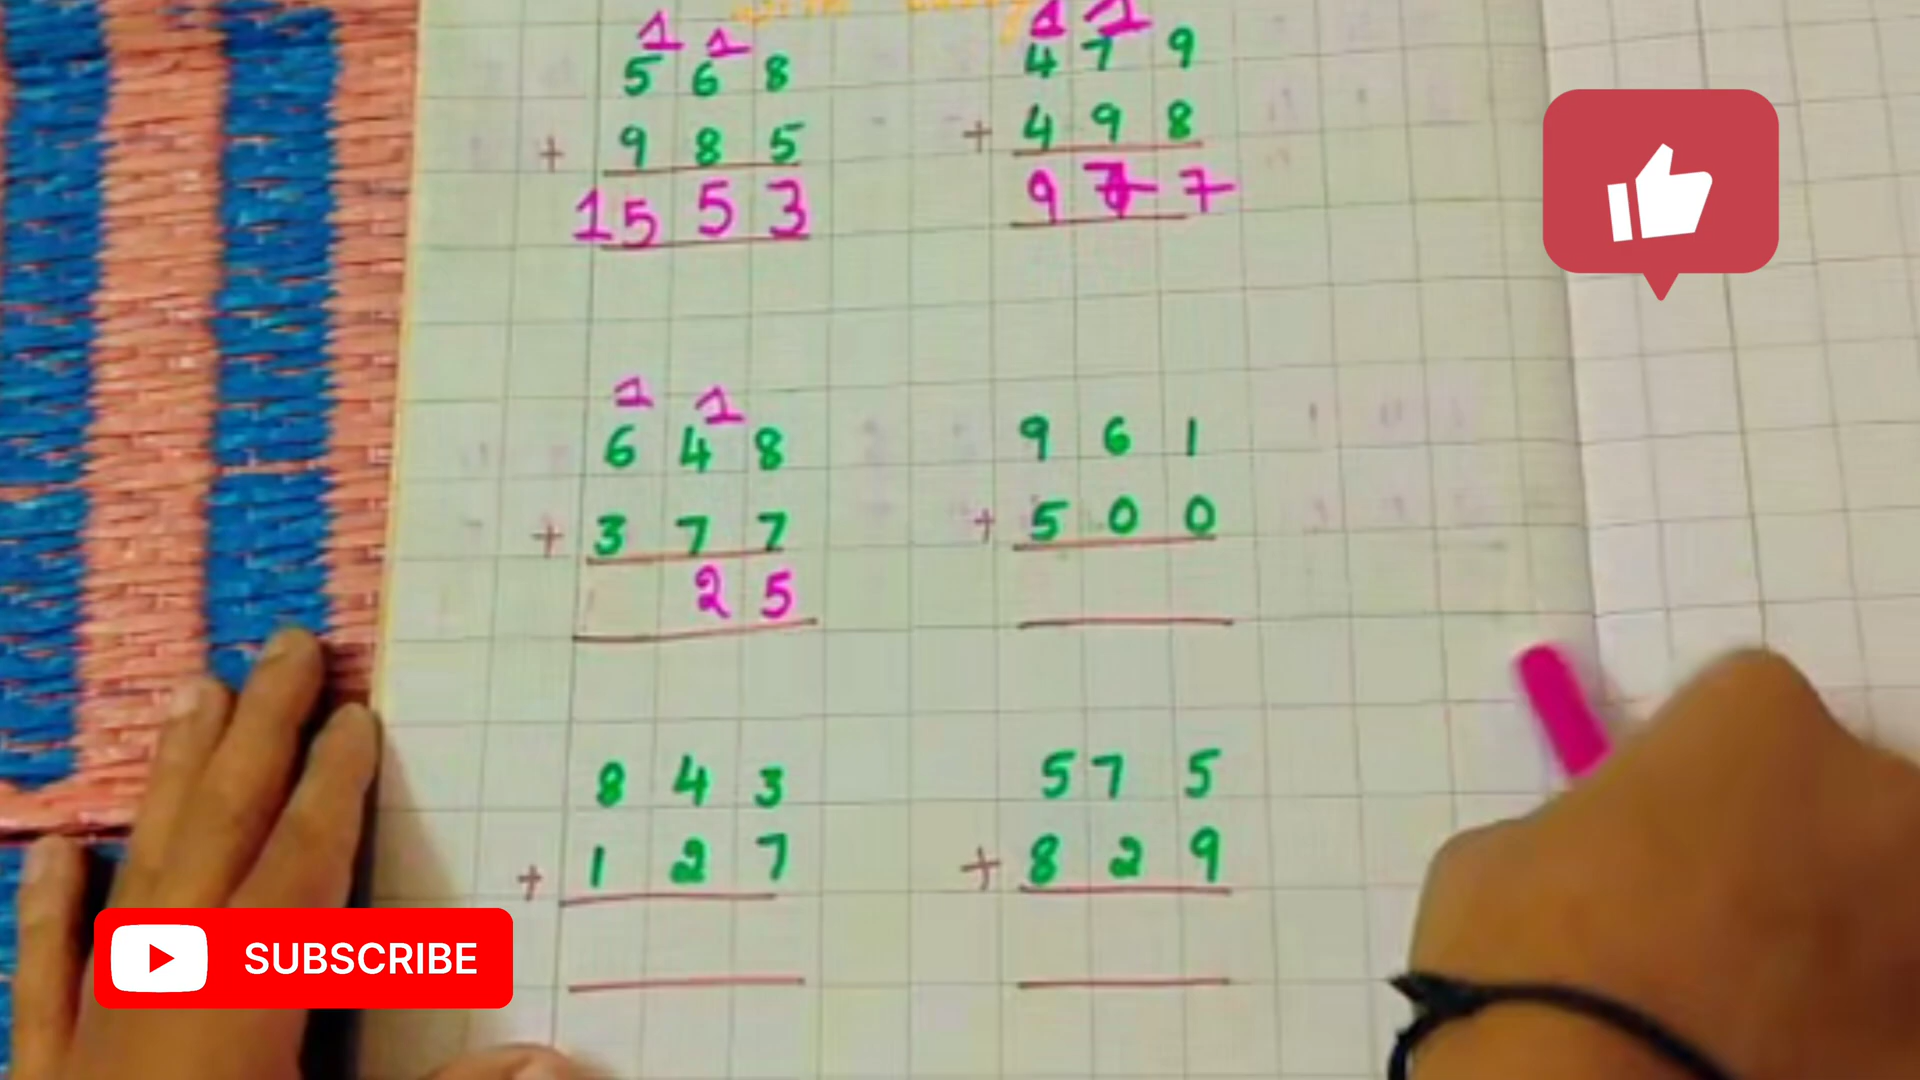 1 1
5 6 8
+ 9 8 5
1 5 5 3
1 1
4 7 9
+ 4 9 8
9 7 7
1 1
6 4 8
+ 3 7 7
2 5
9 6 1
+ 5 0 0
8 4 3
+ 1 2 7
5 7 5
+ 8 2 9
SUBSCRIBE